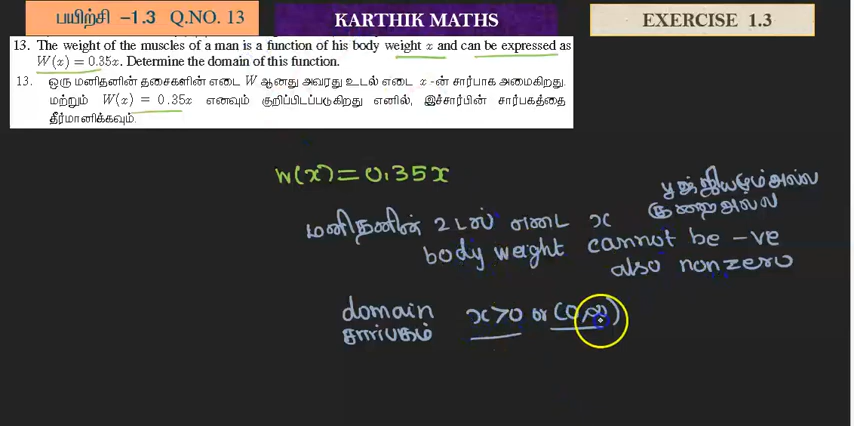 பயிற்சி -1.3 Q.NO. 13
KARTHIK MATHS
EXERCISE 1.3
13. The weight of the muscles of a man is a function of his body weight x and can be expressed as
W(x) = 0.35x. Determine the domain of this function.
13. ஒரு மனிதனின் தசைகளின் எடை W ஆனது அவரது உடல் எடை x -ன் சார்பாக அமைகிறது.
மற்றும் W(x) = 0.35x எனவும் குறிப்பிடப்படுகிறது எனில், இச்சார்பின் சார்பகத்தை
தீர்மானிக்கவும்.
W(x) = 0.35x
பூஜ்ஜியமும் அல்ல
குறை அல்ல
மனிதனின் உடல் எடை x
body weight cannot be -ve
also nonzero
domain x>0 or (0,∞)
சார்பகம்